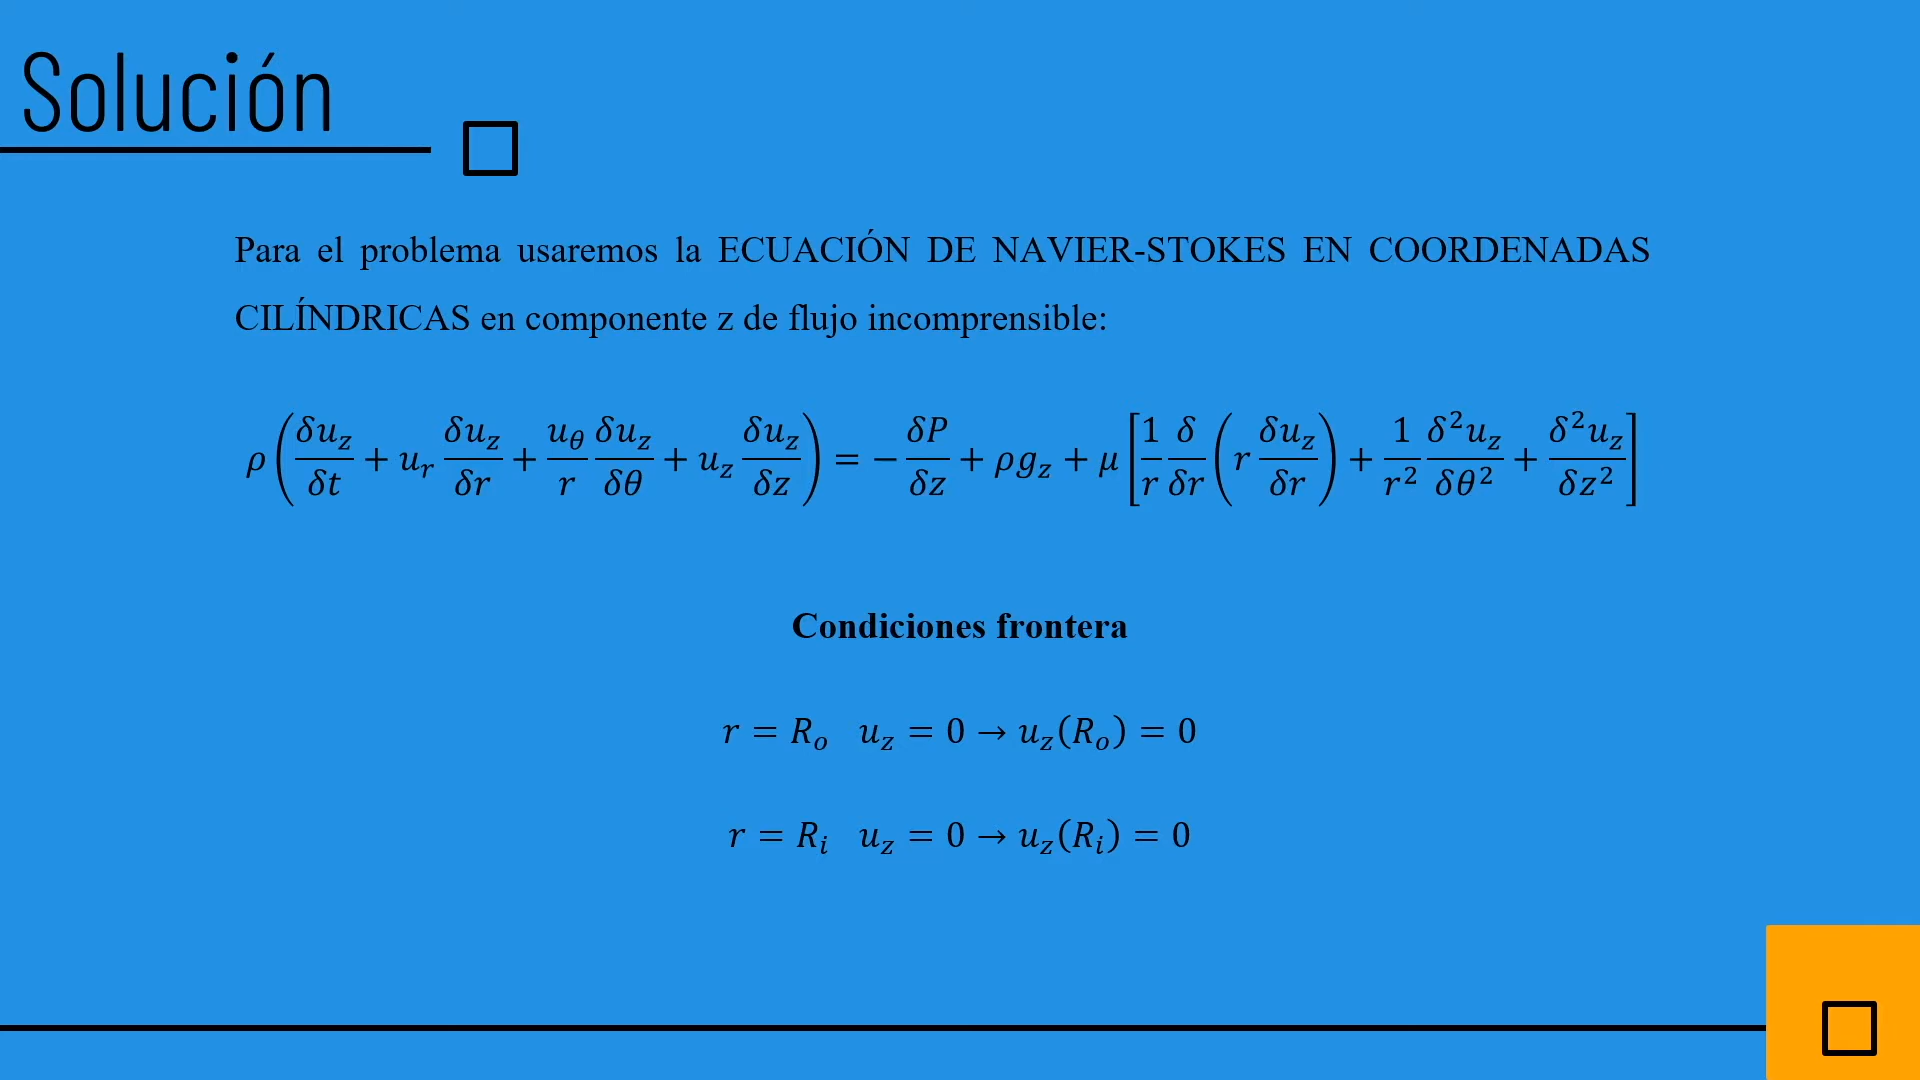 Solución
Para el problema usaremos la ECUACIÓN DE NAVIER-STOKES EN COORDENADAS
CILÍNDRICAS en componente z de flujo incomprensible:
ρ(δu_z/δt + u_r δu_z/δr + u_θ/r δu_z/δθ + u_z δu_z/δz) = −δP/δz + ρg_z + μ[1/r δ/δr(r δu_z/δr) + 1/r² δ²u_z/δθ² + δ²u_z/δz²]
Condiciones frontera
r = R_o u_z = 0 → u_z(R_o) = 0
r = R_i u_z = 0 → u_z(R_i) = 0